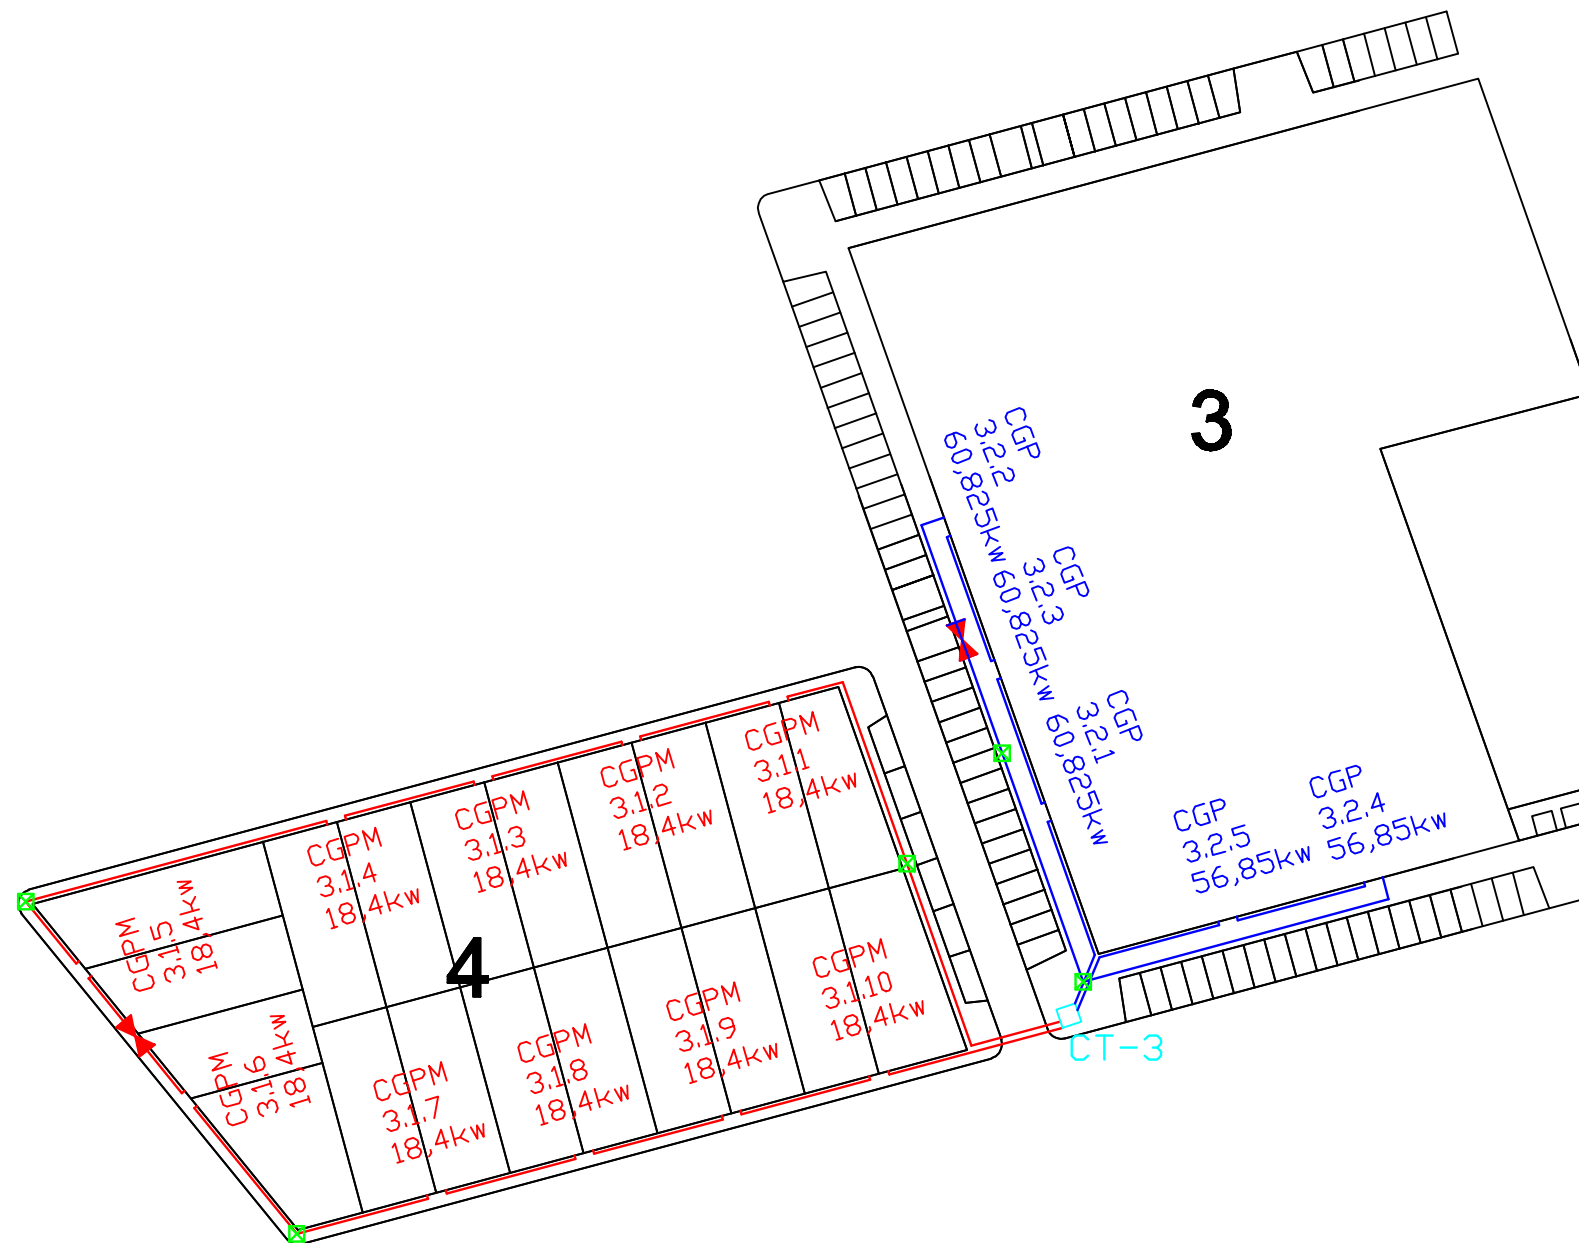 3
CGP
3.2.2
60,825kw
CGP
3.2.3
60,825kw
CGP
3.2.1
60,825kw
CGP
3.2.4
56,85kw
CGP
3.2.5
56,85kw
CGPM
3.1.1
18,4kw
CGPM
3.1.2
18,4kw
CGPM
3.1.3
18,4kw
CGPM
3.1.4
18,4kw
CGPM
3.1.5
18,4kw
4
CGPM
3.1.6
18,4kw
CGPM
3.1.7
18,4kw
CGPM
3.1.8
18,4kw
CGPM
3.1.9
18,4kw
CGPM
3.1.10
18,4kw
CT-3